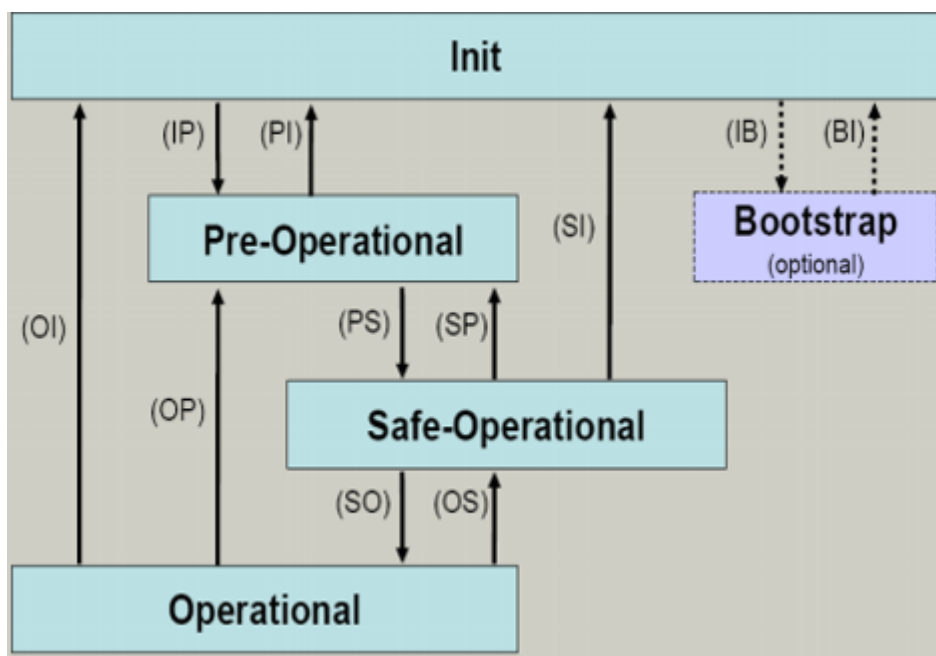 Init
(IP)
(PI)
(IB)
(BI)
Pre-Operational
(SI)
Bootstrap
(optional)
(OI)
(PS)
(SP)
(OP)
Safe-Operational
(SO)
(OS)
Operational